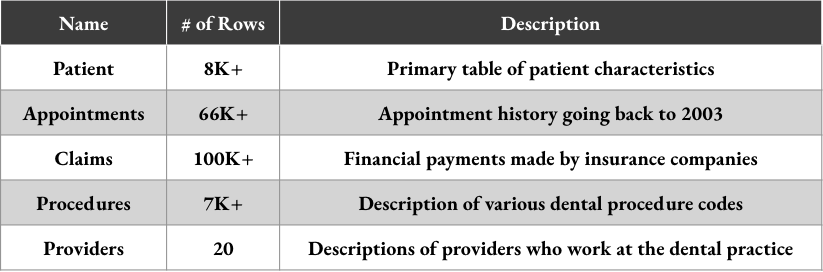 Name # of Rows Description
Patient 8K+ Primary table of patient characteristics
Appointments 66K+ Appointment history going back to 2003
Claims 100K+ Financial payments made by insurance companies
Procedures 7K+ Description of various dental procedure codes
Providers 20 Descriptions of providers who work at the dental practice